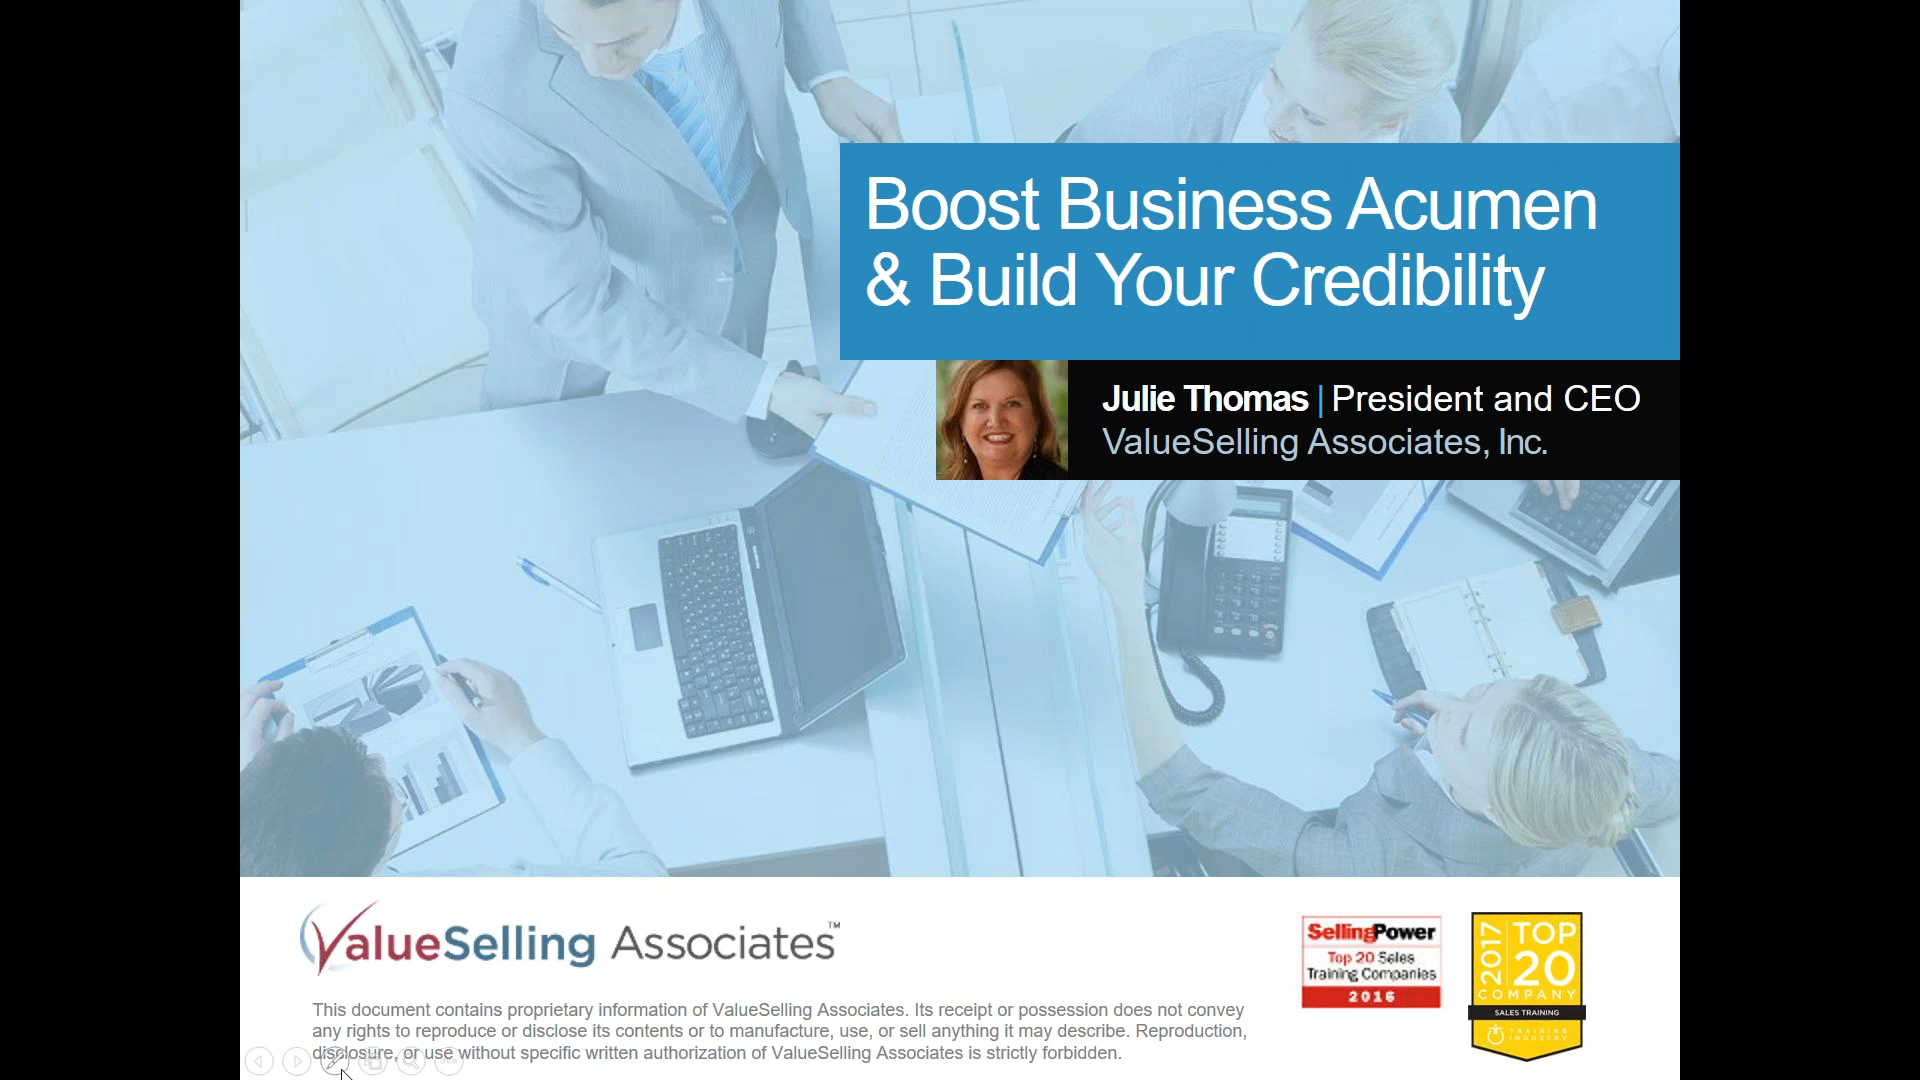 Boost Business Acumen
& Build Your Credibility
Julie Thomas | President and CEO
ValueSelling Associates, Inc.
ValueSelling Associates™
This document contains proprietary information of ValueSelling Associates. Its receipt or possession does not convey
any rights to reproduce or disclose its contents or to manufacture, use, or sell anything it may describe. Reproduction,
disclosure, or use without specific written authorization of ValueSelling Associates is strictly forbidden.
SellingPower
Top 20 Sales
Training Companies
2016
2017
TOP
20
COMPANY
SALES TRAINING
TRAINING
INDUSTRY